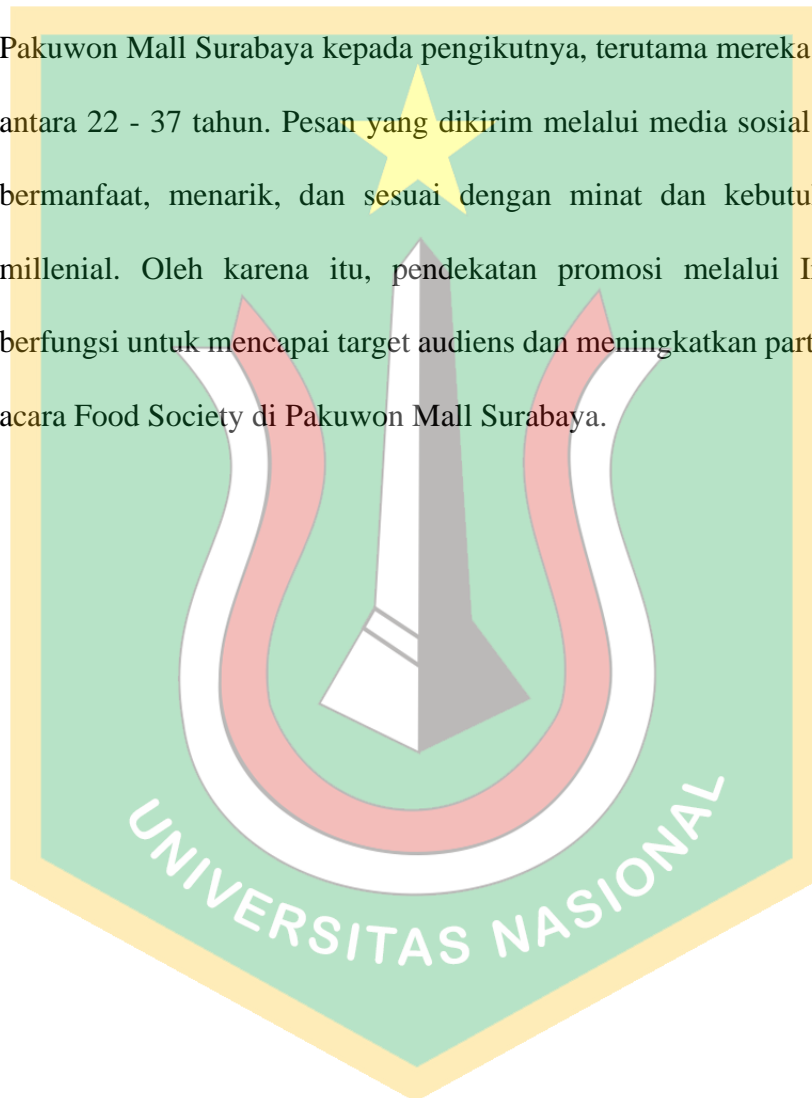 Pakuwon Mall Surabaya kepada pengikutnya, terutama mereka
antara 22 - 37 tahun. Pesan yang dikirim melalui media sosial
bermanfaat, menarik, dan sesuai dengan minat dan
millenial. Oleh karena itu, pendekatan promosi melalui
berfungsi untuk mencapai target audiens dan meningkatkan
acara Food Society di Pakuwon Mall Surabaya.
UNIVERSITAS NASIONAL